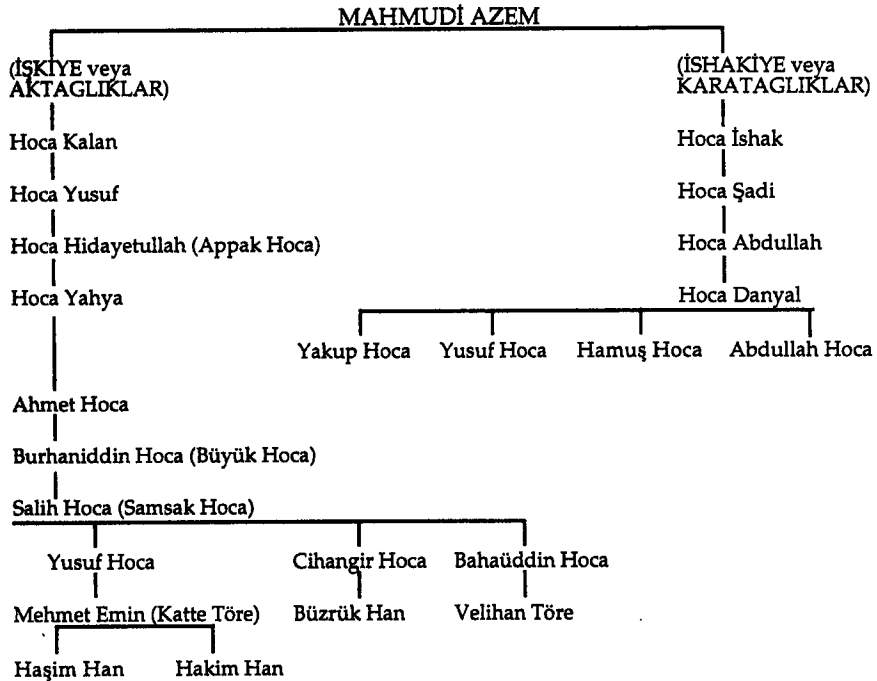 MAHMUDİ AZEM
(İŞKİYE veya
AKTAGLIKLAR)
(İSHAKİYE veya
KARATAGLIKLAR)
Hoca Kalan
Hoca İshak
Hoca Yusuf
Hoca Şadi
Hoca Hidayetullah (Appak Hoca)
Hoca Abdullah
Hoca Yahya
Hoca Danyal
Yakup Hoca
Yusuf Hoca
Hamuş Hoca
Abdullah Hoca
Ahmet Hoca
Burhaniddin Hoca (Büyük Hoca)
Salih Hoca (Samsak Hoca)
Yusuf Hoca
Cihangir Hoca
Bahaüddin Hoca
Mehmet Emin (Katte Töre)
Büzrük Han
Velihan Töre
Haşim Han
Hakim Han